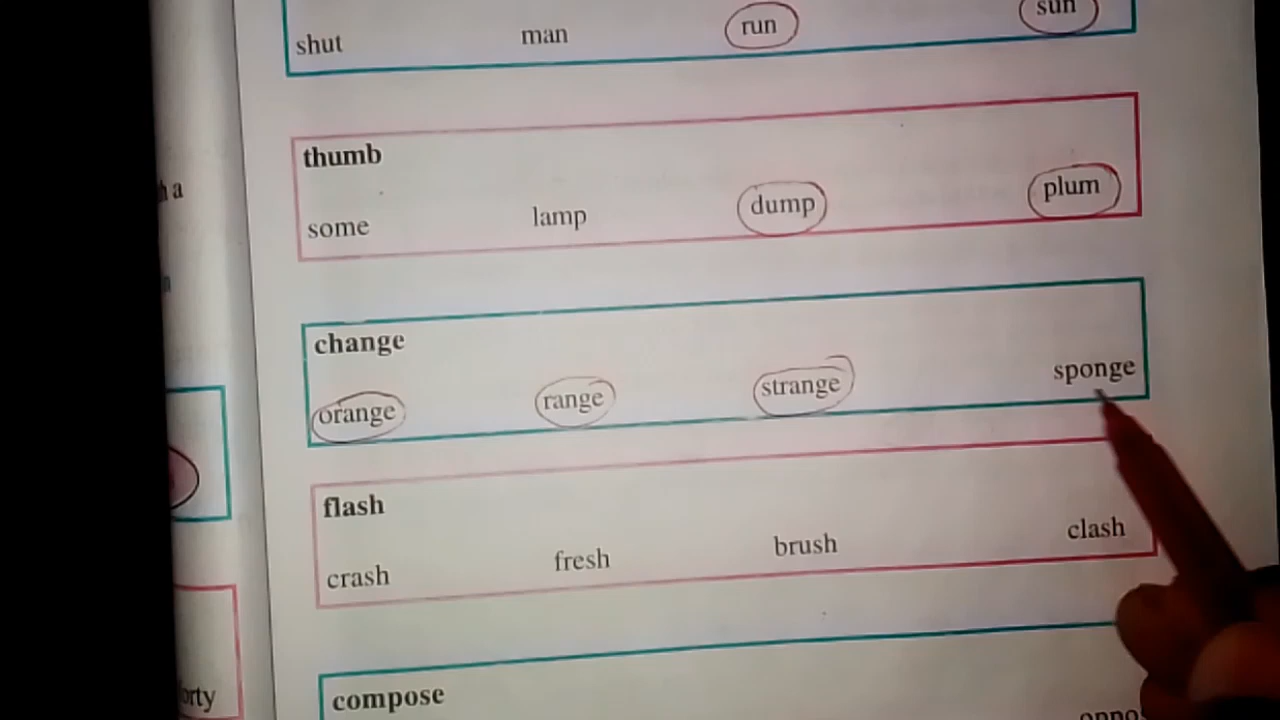 shut man run sun
thumb
some lamp dump plum
change
orange range strange sponge
flash
crash fresh brush clash
compose